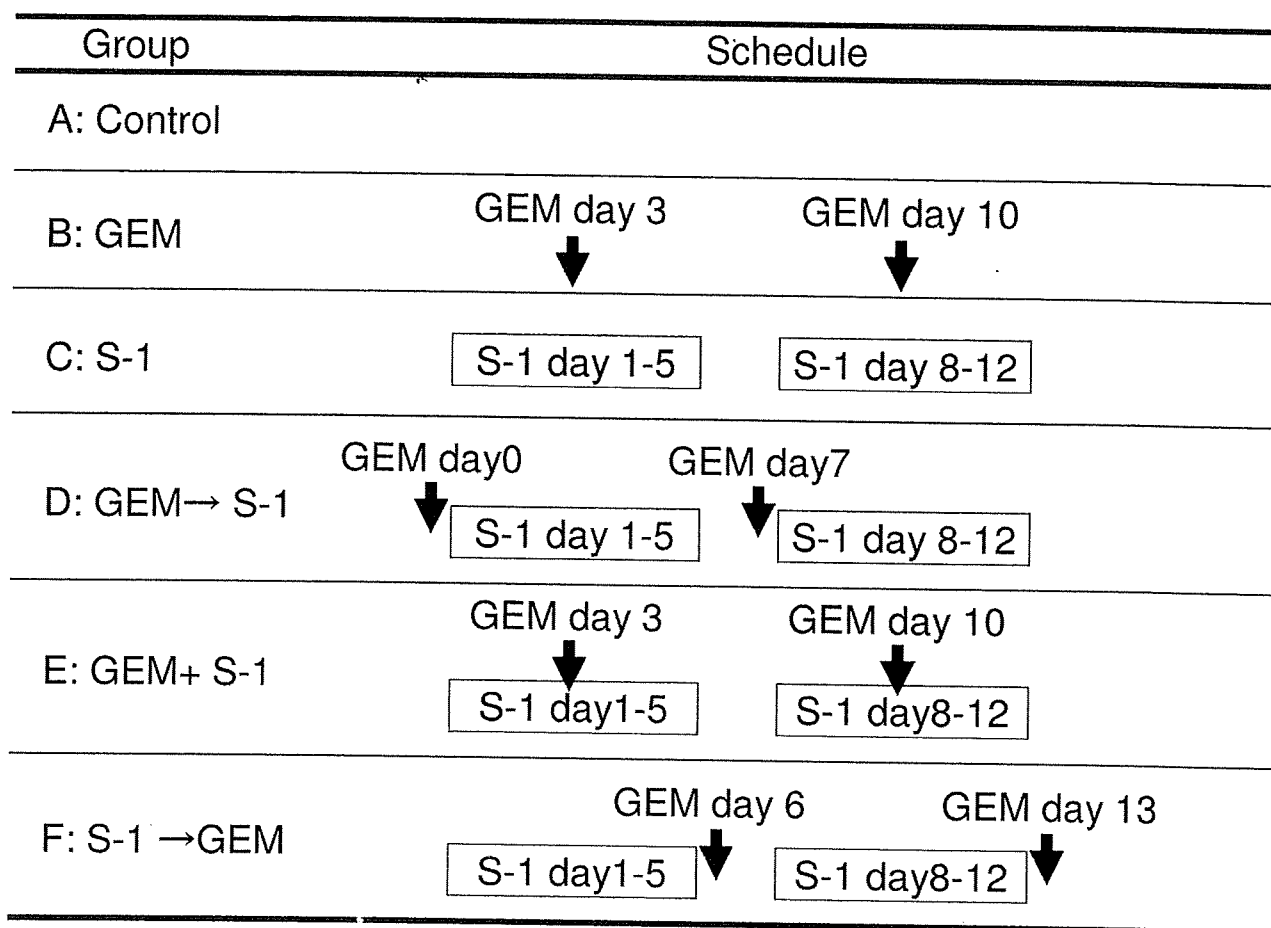 Group Schedule
A: Control
GEM day 3 GEM day 10
B: GEM
C: S-1 S-1 day 1-5 S-1 day 8-12
GEM day0 GEM day7
D: GEM→ S-1 S-1 day 1-5 S-1 day 8-12
GEM day 3 GEM day 10
E: GEM+ S-1
S-1 day1-5 S-1 day8-12
GEM day 6 GEM day 13
F: S-1 →GEM
S-1 day1-5 S-1 day8-12